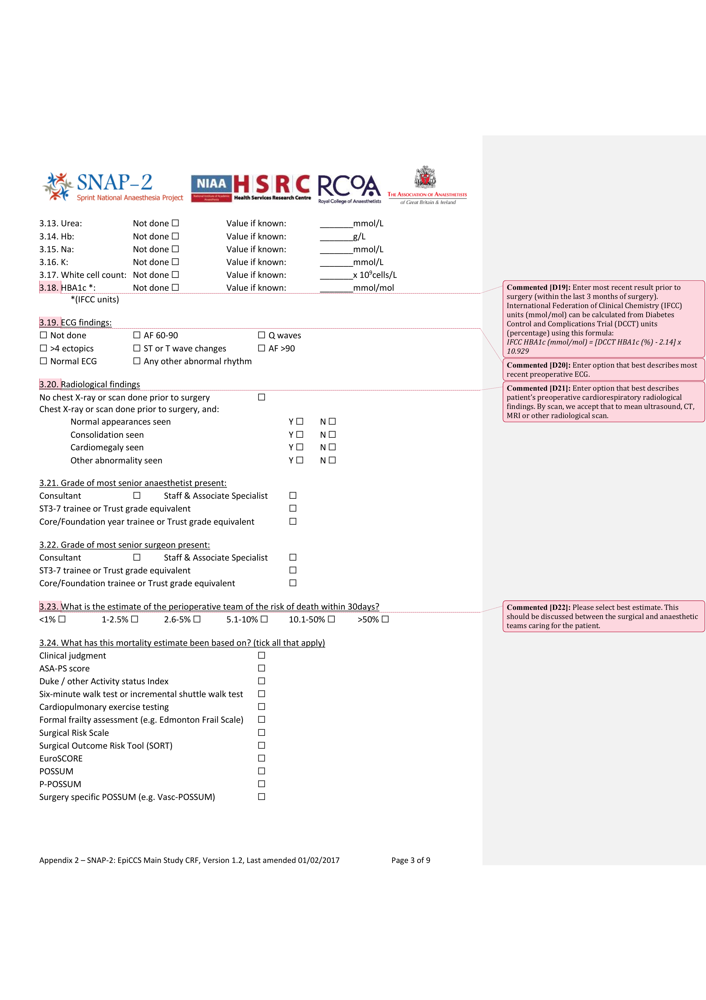 SNAP-2
Sprint National Anaesthesia Project
NIAA
National Institute of Academic
Anaesthesia
HSRC
Health Services Research Centre
RCOA
Royal College of Anaesthetists
THE ASSOCIATION OF ANAESTHETISTS
of Great Britain & Ireland
3.13. Urea: Not done ☐ Value if known: _______mmol/L
3.14. Hb: Not done ☐ Value if known: _______g/L
3.15. Na: Not done ☐ Value if known: _______mmol/L
3.16. K: Not done ☐ Value if known: _______mmol/L
3.17. White cell count: Not done ☐ Value if known: _______x 10⁹cells/L
3.18. HBA1c *: Not done ☐ Value if known: _______mmol/mol
*(IFCC units)
3.19. ECG findings:
☐ Not done ☐ AF 60-90 ☐ Q waves
☐ >4 ectopics ☐ ST or T wave changes ☐ AF >90
☐ Normal ECG ☐ Any other abnormal rhythm
3.20. Radiological findings
No chest X-ray or scan done prior to surgery ☐
Chest X-ray or scan done prior to surgery, and:
Normal appearances seen Y ☐ N ☐
Consolidation seen Y ☐ N ☐
Cardiomegaly seen Y ☐ N ☐
Other abnormality seen Y ☐ N ☐
3.21. Grade of most senior anaesthetist present:
Consultant ☐ Staff & Associate Specialist ☐
ST3-7 trainee or Trust grade equivalent ☐
Core/Foundation year trainee or Trust grade equivalent ☐
3.22. Grade of most senior surgeon present:
Consultant ☐ Staff & Associate Specialist ☐
ST3-7 trainee or Trust grade equivalent ☐
Core/Foundation trainee or Trust grade equivalent ☐
3.23. What is the estimate of the perioperative team of the risk of death within 30days?
<1% ☐ 1-2.5% ☐ 2.6-5% ☐ 5.1-10% ☐ 10.1-50% ☐ >50% ☐
3.24. What has this mortality estimate been based on? (tick all that apply)
Clinical judgment ☐
ASA-PS score ☐
Duke / other Activity status Index ☐
Six-minute walk test or incremental shuttle walk test ☐
Cardiopulmonary exercise testing ☐
Formal frailty assessment (e.g. Edmonton Frail Scale) ☐
Surgical Risk Scale ☐
Surgical Outcome Risk Tool (SORT) ☐
EuroSCORE ☐
POSSUM ☐
P-POSSUM ☐
Surgery specific POSSUM (e.g. Vasc-POSSUM) ☐
Appendix 2 – SNAP-2: EpiCCS Main Study CRF, Version 1.2, Last amended 01/02/2017 Page 3 of 9
Commented [D19]: Enter most recent result prior to
surgery (within the last 3 months of surgery).
International Federation of Clinical Chemistry (IFCC)
units (mmol/mol) can be calculated from Diabetes
Control and Complications Trial (DCCT) units
(percentage) using this formula:
IFCC HBA1c (mmol/mol) = [DCCT HBA1c (%) - 2.14] x
10.929
Commented [D20]: Enter option that best describes most
recent preoperative ECG.
Commented [D21]: Enter option that best describes
patient’s preoperative cardiorespiratory radiological
findings. By scan, we accept that to mean ultrasound, CT,
MRI or other radiological scan.
Commented [D22]: Please select best estimate. This
should be discussed between the surgical and anaesthetic
teams caring for the patient.